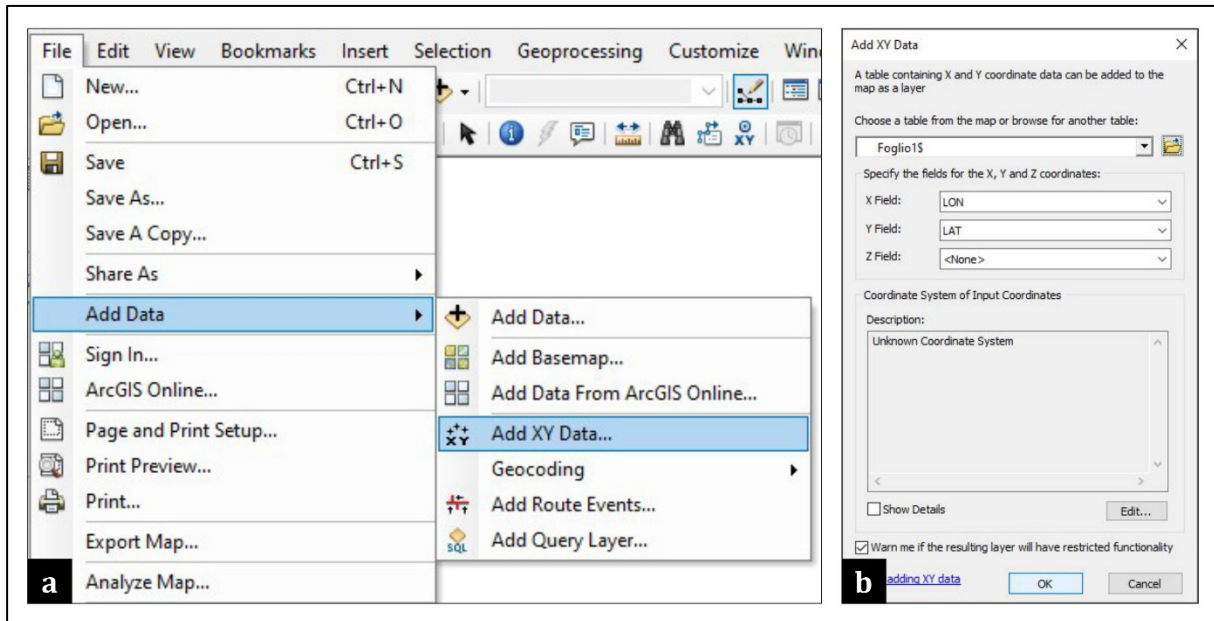 File Edit View Bookmarks Insert Selection Geoprocessing Customize Win
New... Ctrl+N
Open... Ctrl+O
Save Ctrl+S
Save As...
Save A Copy...
Share As
Add Data
Sign In...
ArcGIS Online...
Page and Print Setup...
Print Preview...
Print...
Export Map...
Analyze Map...
Add Data...
Add Basemap...
Add Data From ArcGIS Online...
XY Add XY Data...
Geocoding
Add Route Events...
SQL Add Query Layer...
XY
a
Add XY Data
A table containing X and Y coordinate data can be added to the
map as a layer
Choose a table from the map or browse for another table:
Foglio1$
Specify the fields for the X, Y and Z coordinates:
X Field: LON
Y Field: LAT
Z Field: <None>
Coordinate System of Input Coordinates
Description:
Unknown Coordinate System
Show Details Edit...
Warn me if the resulting layer will have restricted functionality
adding XY data OK Cancel
b